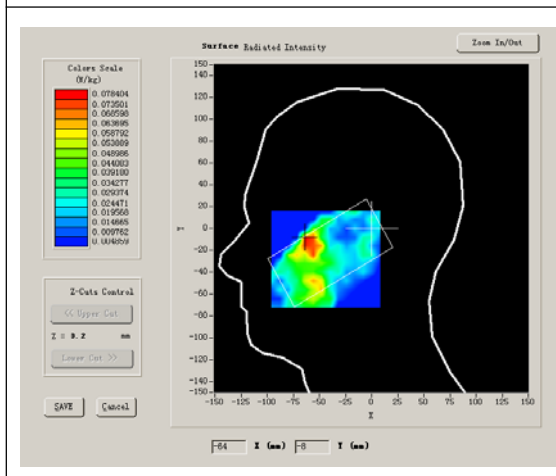 Surface Radiated Intensity
Zoom In/Out
Colors Scale
(W/kg)
0.078404
0.073501
0.068598
0.063695
0.058792
0.053889
0.048986
0.044083
0.039180
0.034277
0.029374
0.024471
0.019568
0.014665
0.009762
0.004859
Z-Cuts Control
<< Upper Cut
Z = 0.2 mm
Lower Cut >>
SAVE Cancel
150
120
100
80
60
40
20
0
-20
-40
-60
-80
-100
-120
-140
-150
Y
-150 -125 -100 -75 -50 -25 0 25 50 75 100 125 150
X
-64 X (mm) -8 Y (mm)